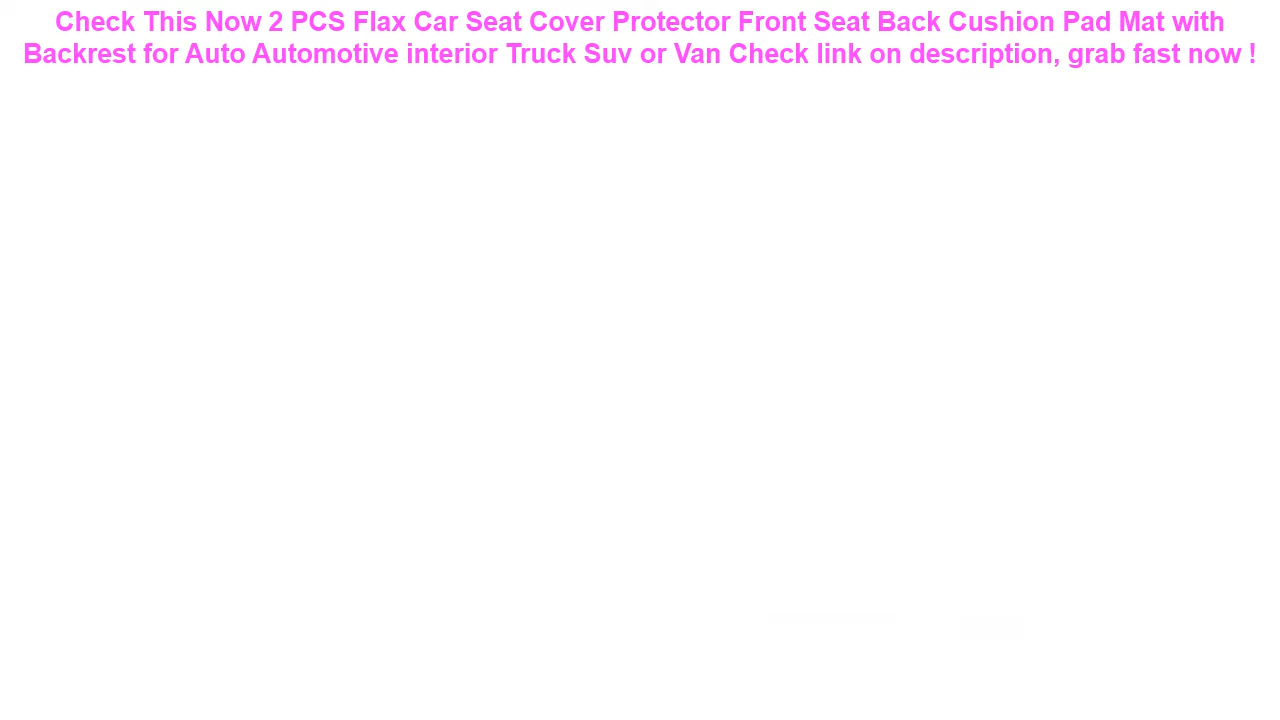 Check This Now 2 PCS Flax Car Seat Cover Protector Front Seat Back Cushion Pad Mat with
Backrest for Auto Automotive interior Truck Suv or Van Check link on description, grab fast now !